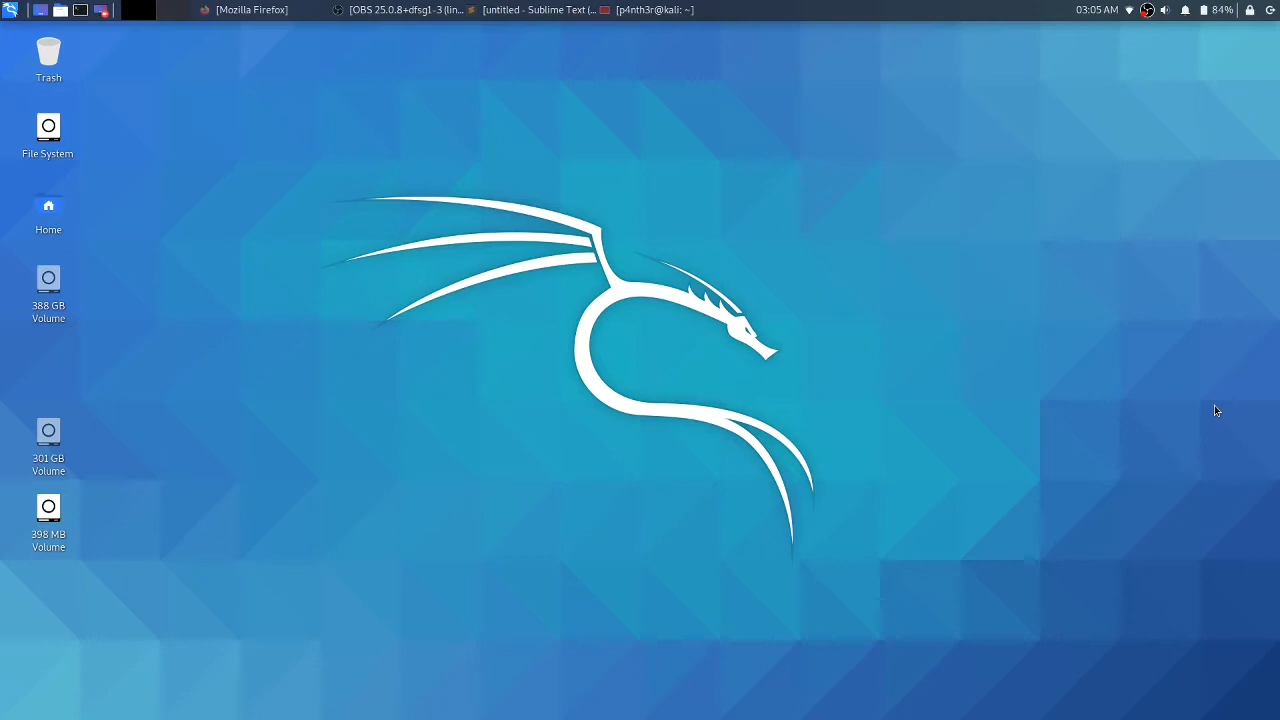 [Mozilla Firefox]
[OBS 25.0.8+dfsg1-3 (lin...
[untitled - Sublime Text (...
[p4nth3r@kali: ~]
03:05 AM
84%
Trash
File System
Home
388 GB
Volume
301 GB
Volume
398 MB
Volume